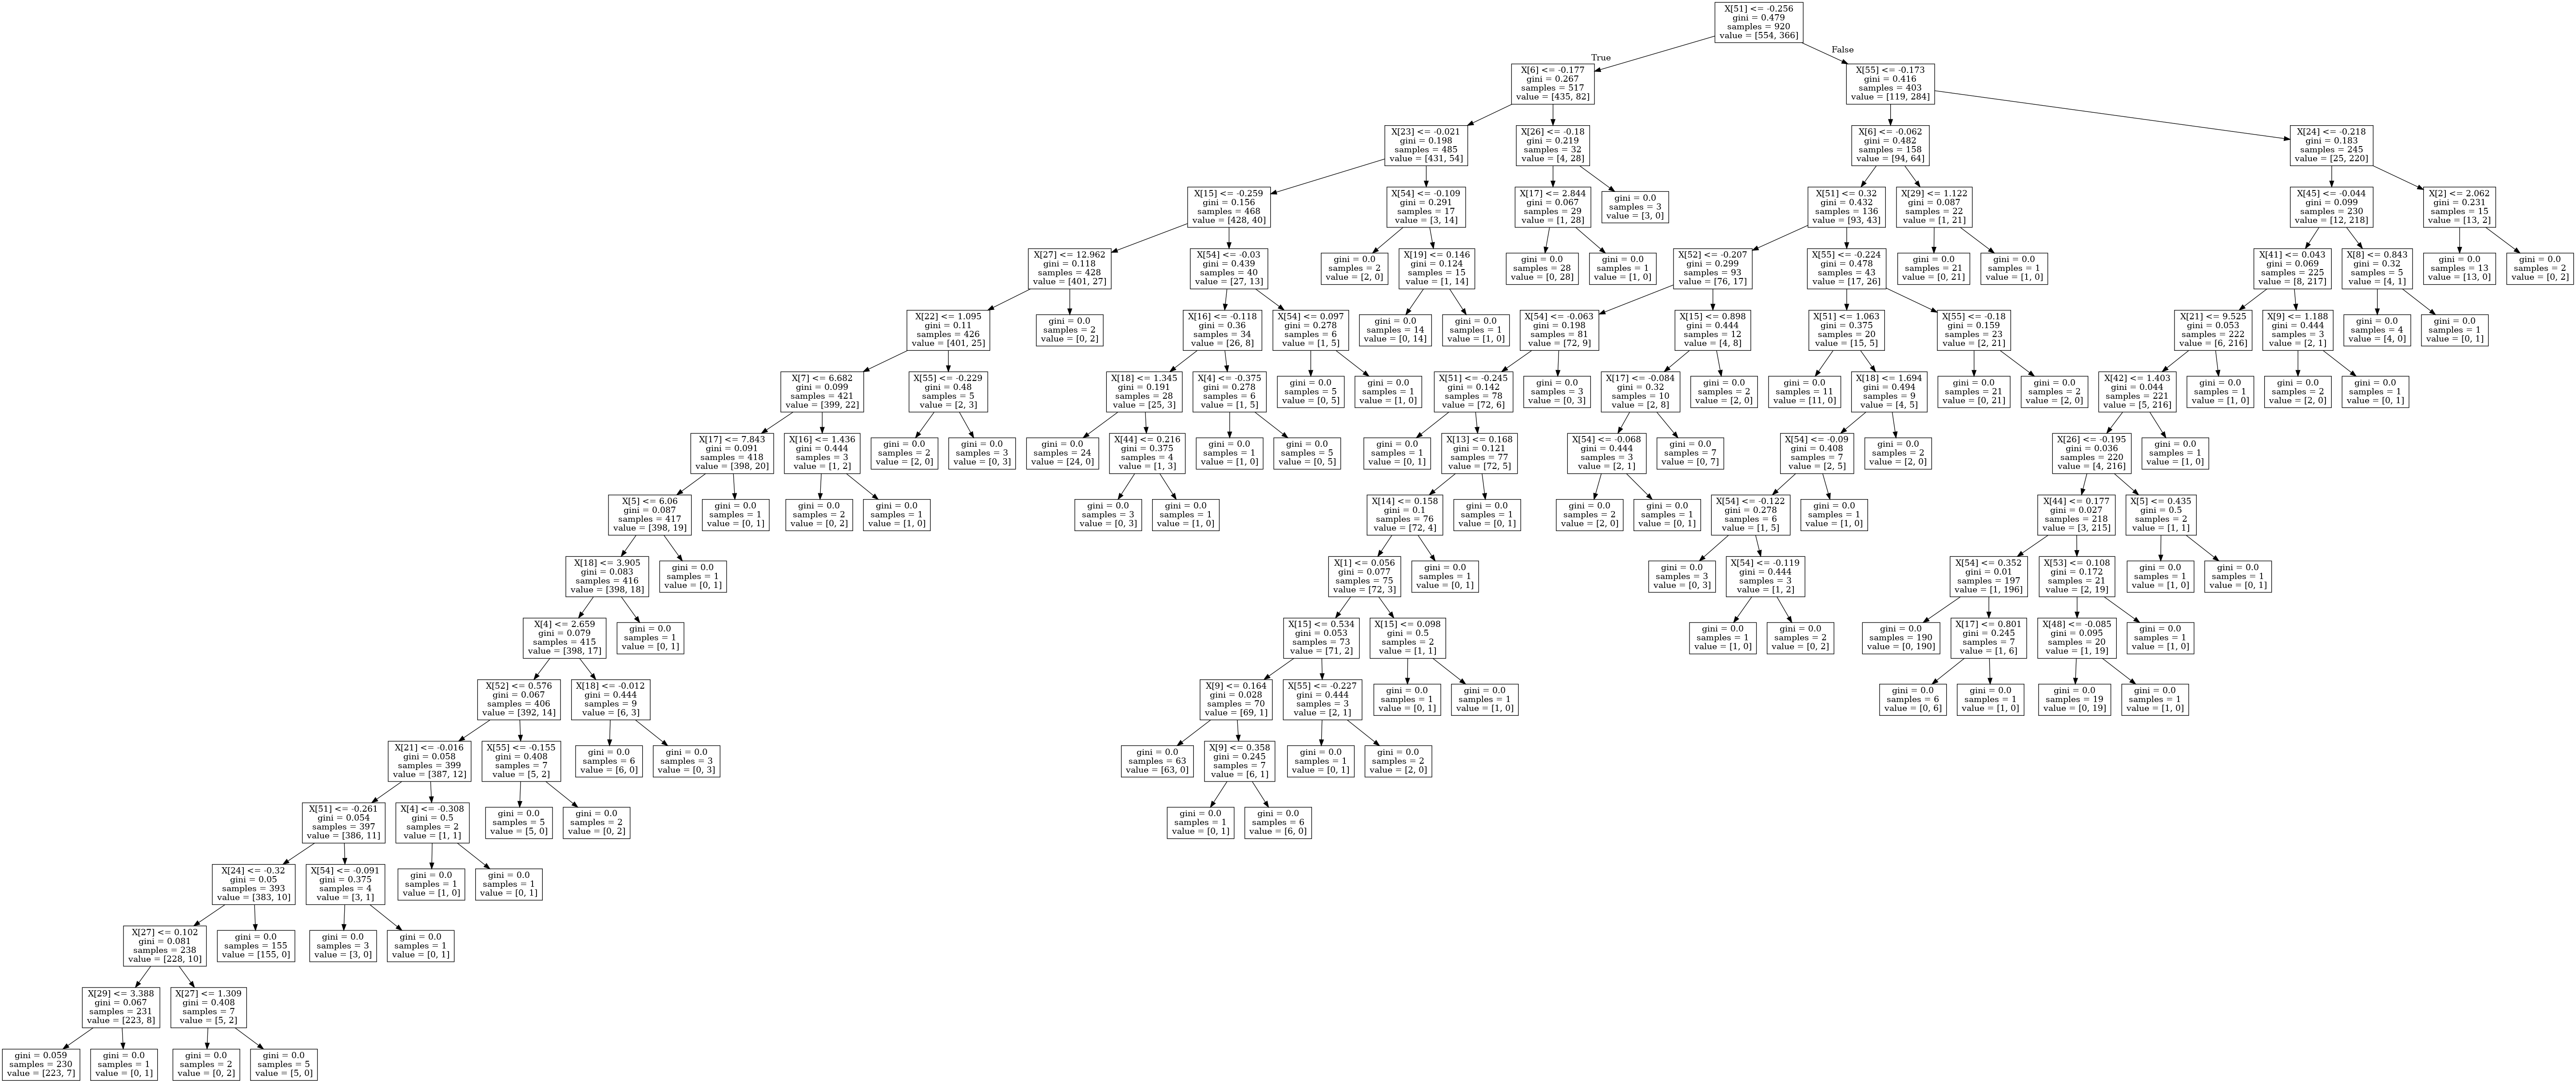 X[51] <= -0.256
gini = 0.479
samples = 920
value = [554, 366]
True
False
X[6] <= -0.177
gini = 0.267
samples = 517
value = [435, 82]
X[55] <= -0.173
gini = 0.416
samples = 403
value = [119, 284]
X[23] <= -0.021
gini = 0.198
samples = 485
value = [431, 54]
X[26] <= -0.18
gini = 0.219
samples = 32
value = [4, 28]
X[6] <= -0.062
gini = 0.482
samples = 158
value = [94, 64]
X[24] <= -0.218
gini = 0.183
samples = 245
value = [25, 220]
X[15] <= -0.259
gini = 0.156
samples = 468
value = [428, 40]
X[54] <= -0.109
gini = 0.291
samples = 17
value = [3, 14]
X[17] <= 2.844
gini = 0.067
samples = 29
value = [1, 28]
gini = 0.0
samples = 3
value = [3, 0]
X[51] <= 0.32
gini = 0.432
samples = 136
value = [93, 43]
X[29] <= 1.122
gini = 0.087
samples = 22
value = [1, 21]
X[45] <= -0.044
gini = 0.099
samples = 230
value = [12, 218]
X[2] <= 2.062
gini = 0.231
samples = 15
value = [13, 2]
X[27] <= 12.962
gini = 0.118
samples = 428
value = [401, 27]
X[54] <= -0.03
gini = 0.439
samples = 40
value = [27, 13]
gini = 0.0
samples = 2
value = [2, 0]
X[19] <= 0.146
gini = 0.124
samples = 15
value = [1, 14]
gini = 0.0
samples = 28
value = [0, 28]
gini = 0.0
samples = 1
value = [1, 0]
X[52] <= -0.207
gini = 0.299
samples = 93
value = [76, 17]
X[55] <= -0.224
gini = 0.478
samples = 43
value = [17, 26]
gini = 0.0
samples = 21
value = [0, 21]
gini = 0.0
samples = 1
value = [1, 0]
X[41] <= 0.043
gini = 0.069
samples = 225
value = [8, 217]
X[8] <= 0.843
gini = 0.32
samples = 5
value = [4, 1]
gini = 0.0
samples = 13
value = [13, 0]
gini = 0.0
samples = 2
value = [0, 2]
X[22] <= 1.095
gini = 0.11
samples = 426
value = [401, 25]
gini = 0.0
samples = 2
value = [0, 2]
X[16] <= -0.118
gini = 0.36
samples = 34
value = [26, 8]
X[54] <= 0.097
gini = 0.278
samples = 6
value = [1, 5]
gini = 0.0
samples = 14
value = [0, 14]
gini = 0.0
samples = 1
value = [1, 0]
X[54] <= -0.063
gini = 0.198
samples = 81
value = [72, 9]
X[15] <= 0.898
gini = 0.444
samples = 12
value = [4, 8]
X[51] <= 1.063
gini = 0.375
samples = 20
value = [15, 5]
X[55] <= -0.18
gini = 0.159
samples = 23
value = [2, 21]
X[21] <= 9.525
gini = 0.053
samples = 222
value = [6, 216]
X[9] <= 1.188
gini = 0.444
samples = 3
value = [2, 1]
gini = 0.0
samples = 4
value = [4, 0]
gini = 0.0
samples = 1
value = [0, 1]
X[7] <= 6.682
gini = 0.099
samples = 421
value = [399, 22]
X[55] <= -0.229
gini = 0.48
samples = 5
value = [2, 3]
X[18] <= 1.345
gini = 0.191
samples = 28
value = [25, 3]
X[4] <= -0.375
gini = 0.278
samples = 6
value = [1, 5]
gini = 0.0
samples = 5
value = [0, 5]
gini = 0.0
samples = 1
value = [1, 0]
X[51] <= -0.245
gini = 0.142
samples = 78
value = [72, 6]
gini = 0.0
samples = 3
value = [0, 3]
X[17] <= -0.084
gini = 0.32
samples = 10
value = [2, 8]
gini = 0.0
samples = 2
value = [2, 0]
gini = 0.0
samples = 11
value = [11, 0]
X[18] <= 1.694
gini = 0.494
samples = 9
value = [4, 5]
gini = 0.0
samples = 21
value = [0, 21]
gini = 0.0
samples = 2
value = [2, 0]
X[42] <= 1.403
gini = 0.044
samples = 221
value = [5, 216]
gini = 0.0
samples = 1
value = [1, 0]
gini = 0.0
samples = 2
value = [2, 0]
gini = 0.0
samples = 1
value = [0, 1]
X[17] <= 7.843
gini = 0.091
samples = 418
value = [398, 20]
X[16] <= 1.436
gini = 0.444
samples = 3
value = [1, 2]
gini = 0.0
samples = 2
value = [2, 0]
gini = 0.0
samples = 3
value = [0, 3]
gini = 0.0
samples = 24
value = [24, 0]
X[44] <= 0.216
gini = 0.375
samples = 4
value = [1, 3]
gini = 0.0
samples = 1
value = [1, 0]
gini = 0.0
samples = 5
value = [0, 5]
gini = 0.0
samples = 1
value = [0, 1]
X[13] <= 0.168
gini = 0.121
samples = 77
value = [72, 5]
X[54] <= -0.068
gini = 0.444
samples = 3
value = [2, 1]
gini = 0.0
samples = 7
value = [0, 7]
X[54] <= -0.09
gini = 0.408
samples = 7
value = [2, 5]
gini = 0.0
samples = 2
value = [2, 0]
X[26] <= -0.195
gini = 0.036
samples = 220
value = [4, 216]
gini = 0.0
samples = 1
value = [1, 0]
X[5] <= 6.06
gini = 0.087
samples = 417
value = [398, 19]
gini = 0.0
samples = 1
value = [0, 1]
gini = 0.0
samples = 2
value = [0, 2]
gini = 0.0
samples = 1
value = [1, 0]
gini = 0.0
samples = 3
value = [0, 3]
gini = 0.0
samples = 1
value = [1, 0]
X[14] <= 0.158
gini = 0.1
samples = 76
value = [72, 4]
gini = 0.0
samples = 1
value = [0, 1]
gini = 0.0
samples = 2
value = [2, 0]
gini = 0.0
samples = 1
value = [0, 1]
X[54] <= -0.122
gini = 0.278
samples = 6
value = [1, 5]
gini = 0.0
samples = 1
value = [1, 0]
X[44] <= 0.177
gini = 0.027
samples = 218
value = [3, 215]
X[5] <= 0.435
gini = 0.5
samples = 2
value = [1, 1]
X[18] <= 3.905
gini = 0.083
samples = 416
value = [398, 18]
gini = 0.0
samples = 1
value = [0, 1]
X[1] <= 0.056
gini = 0.077
samples = 75
value = [72, 3]
gini = 0.0
samples = 1
value = [0, 1]
gini = 0.0
samples = 3
value = [0, 3]
X[54] <= -0.119
gini = 0.444
samples = 3
value = [1, 2]
X[54] <= 0.352
gini = 0.01
samples = 197
value = [1, 196]
X[53] <= 0.108
gini = 0.172
samples = 21
value = [2, 19]
gini = 0.0
samples = 1
value = [1, 0]
gini = 0.0
samples = 1
value = [0, 1]
X[4] <= 2.659
gini = 0.079
samples = 415
value = [398, 17]
gini = 0.0
samples = 1
value = [0, 1]
X[15] <= 0.534
gini = 0.053
samples = 73
value = [71, 2]
X[15] <= 0.098
gini = 0.5
samples = 2
value = [1, 1]
gini = 0.0
samples = 1
value = [1, 0]
gini = 0.0
samples = 2
value = [0, 2]
gini = 0.0
samples = 190
value = [0, 190]
X[17] <= 0.801
gini = 0.245
samples = 7
value = [1, 6]
X[48] <= -0.085
gini = 0.095
samples = 20
value = [1, 19]
gini = 0.0
samples = 1
value = [1, 0]
X[52] <= 0.576
gini = 0.067
samples = 406
value = [392, 14]
X[18] <= -0.012
gini = 0.444
samples = 9
value = [6, 3]
X[9] <= 0.164
gini = 0.028
samples = 70
value = [69, 1]
X[55] <= -0.227
gini = 0.444
samples = 3
value = [2, 1]
gini = 0.0
samples = 1
value = [0, 1]
gini = 0.0
samples = 1
value = [1, 0]
gini = 0.0
samples = 6
value = [0, 6]
gini = 0.0
samples = 1
value = [1, 0]
gini = 0.0
samples = 19
value = [0, 19]
gini = 0.0
samples = 1
value = [1, 0]
X[21] <= -0.016
gini = 0.058
samples = 399
value = [387, 12]
X[55] <= -0.155
gini = 0.408
samples = 7
value = [5, 2]
gini = 0.0
samples = 6
value = [6, 0]
gini = 0.0
samples = 3
value = [0, 3]
gini = 0.0
samples = 63
value = [63, 0]
X[9] <= 0.358
gini = 0.245
samples = 7
value = [6, 1]
gini = 0.0
samples = 1
value = [0, 1]
gini = 0.0
samples = 2
value = [2, 0]
X[51] <= -0.261
gini = 0.054
samples = 397
value = [386, 11]
X[4] <= -0.308
gini = 0.5
samples = 2
value = [1, 1]
gini = 0.0
samples = 5
value = [5, 0]
gini = 0.0
samples = 2
value = [0, 2]
gini = 0.0
samples = 1
value = [0, 1]
gini = 0.0
samples = 6
value = [6, 0]
X[24] <= -0.32
gini = 0.05
samples = 393
value = [383, 10]
X[54] <= -0.091
gini = 0.375
samples = 4
value = [3, 1]
gini = 0.0
samples = 1
value = [1, 0]
gini = 0.0
samples = 1
value = [0, 1]
X[27] <= 0.102
gini = 0.081
samples = 238
value = [228, 10]
gini = 0.0
samples = 155
value = [155, 0]
gini = 0.0
samples = 3
value = [3, 0]
gini = 0.0
samples = 1
value = [0, 1]
X[29] <= 3.388
gini = 0.067
samples = 231
value = [223, 8]
X[27] <= 1.309
gini = 0.408
samples = 7
value = [5, 2]
gini = 0.059
samples = 230
value = [223, 7]
gini = 0.0
samples = 1
value = [0, 1]
gini = 0.0
samples = 2
value = [0, 2]
gini = 0.0
samples = 5
value = [5, 0]